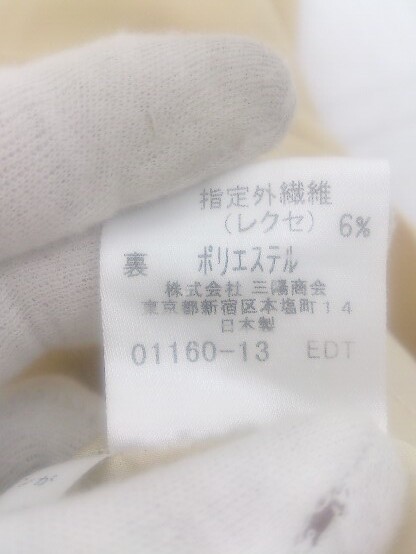 指定外繊維
（レクセ） 6%
裏 ポリエステル
株式会社 三陽商会
東京都新宿区本塩町14
日本製
01160-13 EDT